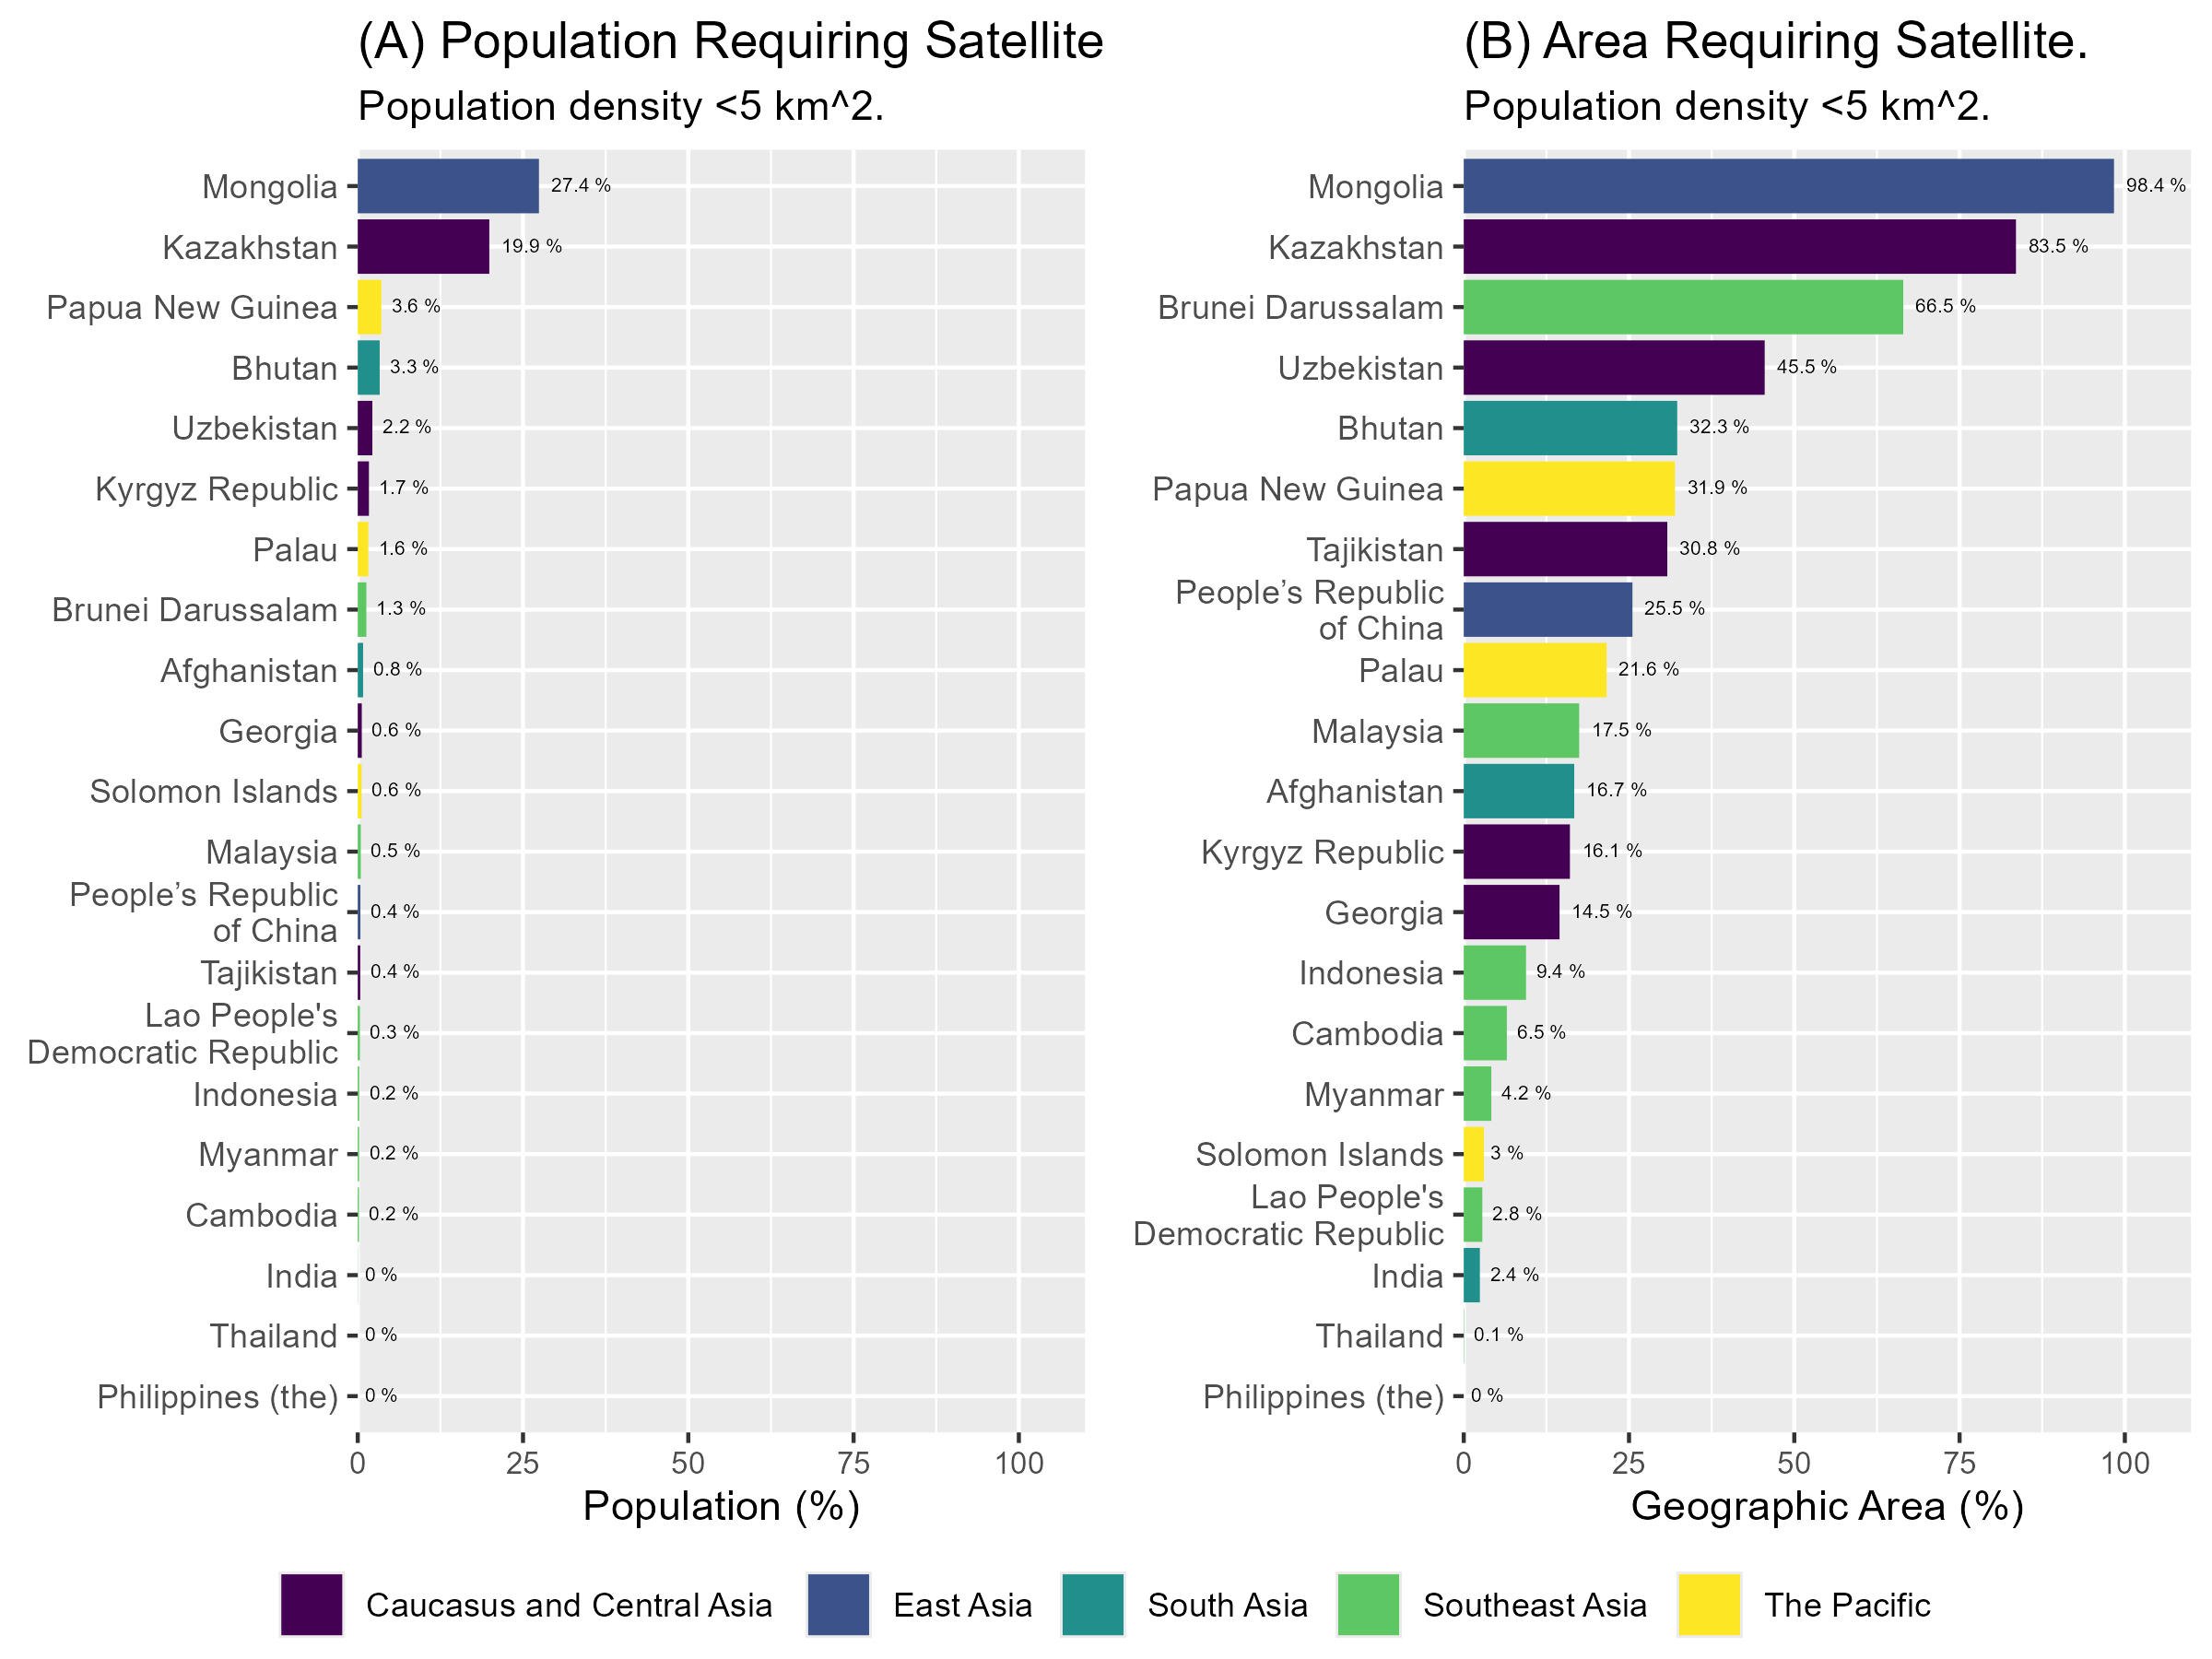 (A) Population Requiring Satellite
Population density <5 km^2.
Mongolia
27.4 %
Kazakhstan
19.9 %
Papua New Guinea
3.6 %
Bhutan
3.3 %
Uzbekistan
2.2 %
Kyrgyz Republic
1.7 %
Palau
1.6 %
Brunei Darussalam
1.3 %
Afghanistan
0.8 %
Georgia
0.6 %
Solomon Islands
0.6 %
Malaysia
0.5 %
People’s Republic
of China
0.4 %
Tajikistan
0.4 %
Lao People's
Democratic Republic
0.3 %
Indonesia
0.2 %
Myanmar
0.2 %
Cambodia
0.2 %
India
0 %
Thailand
0 %
Philippines (the)
0 %
0 25 50 75 100
Population (%)
(B) Area Requiring Satellite.
Population density <5 km^2.
Mongolia
98.4 %
Kazakhstan
83.5 %
Brunei Darussalam
66.5 %
Uzbekistan
45.5 %
Bhutan
32.3 %
Papua New Guinea
31.9 %
Tajikistan
30.8 %
People’s Republic
of China
25.5 %
Palau
21.6 %
Malaysia
17.5 %
Afghanistan
16.7 %
Kyrgyz Republic
16.1 %
Georgia
14.5 %
Indonesia
9.4 %
Cambodia
6.5 %
Myanmar
4.2 %
Solomon Islands
3 %
Lao People's
Democratic Republic
2.8 %
India
2.4 %
Thailand
0.1 %
Philippines (the)
0 %
0 25 50 75 100
Geographic Area (%)
Caucasus and Central Asia East Asia South Asia Southeast Asia The Pacific